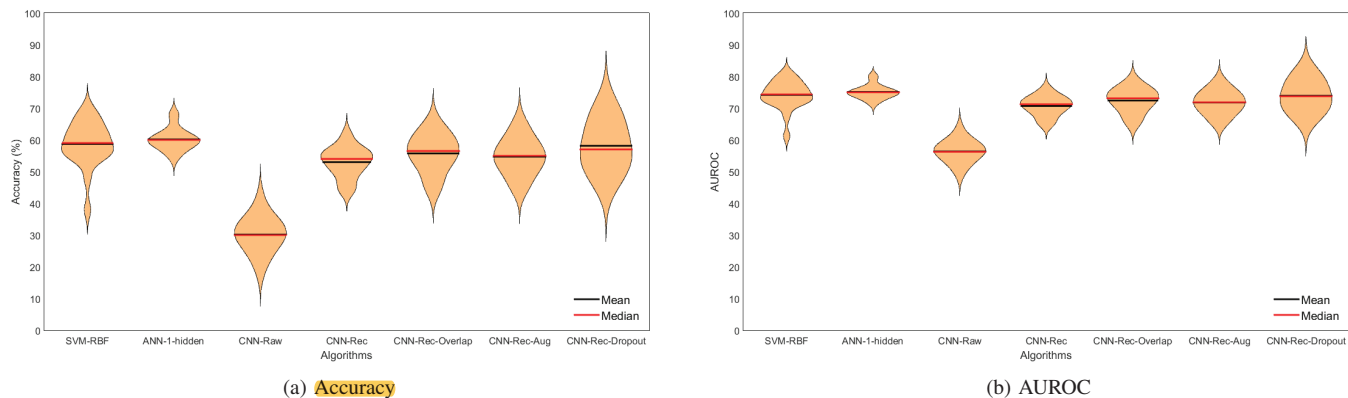 100
90
80
70
60
50
40
30
20
10
0
Accuracy (%)
Mean
Median
SVM-RBF ANN-1-hidden CNN-Raw CNN-Rec CNN-Rec-Overlap CNN-Rec-Aug CNN-Rec-Dropout
Algorithms
(a) Accuracy
100
90
80
70
60
50
40
30
20
10
0
AUROC
Mean
Median
SVM-RBF ANN-1-hidden CNN-Raw CNN-Rec CNN-Rec-Overlap CNN-Rec-Aug CNN-Rec-Dropout
Algorithms
(b) AUROC